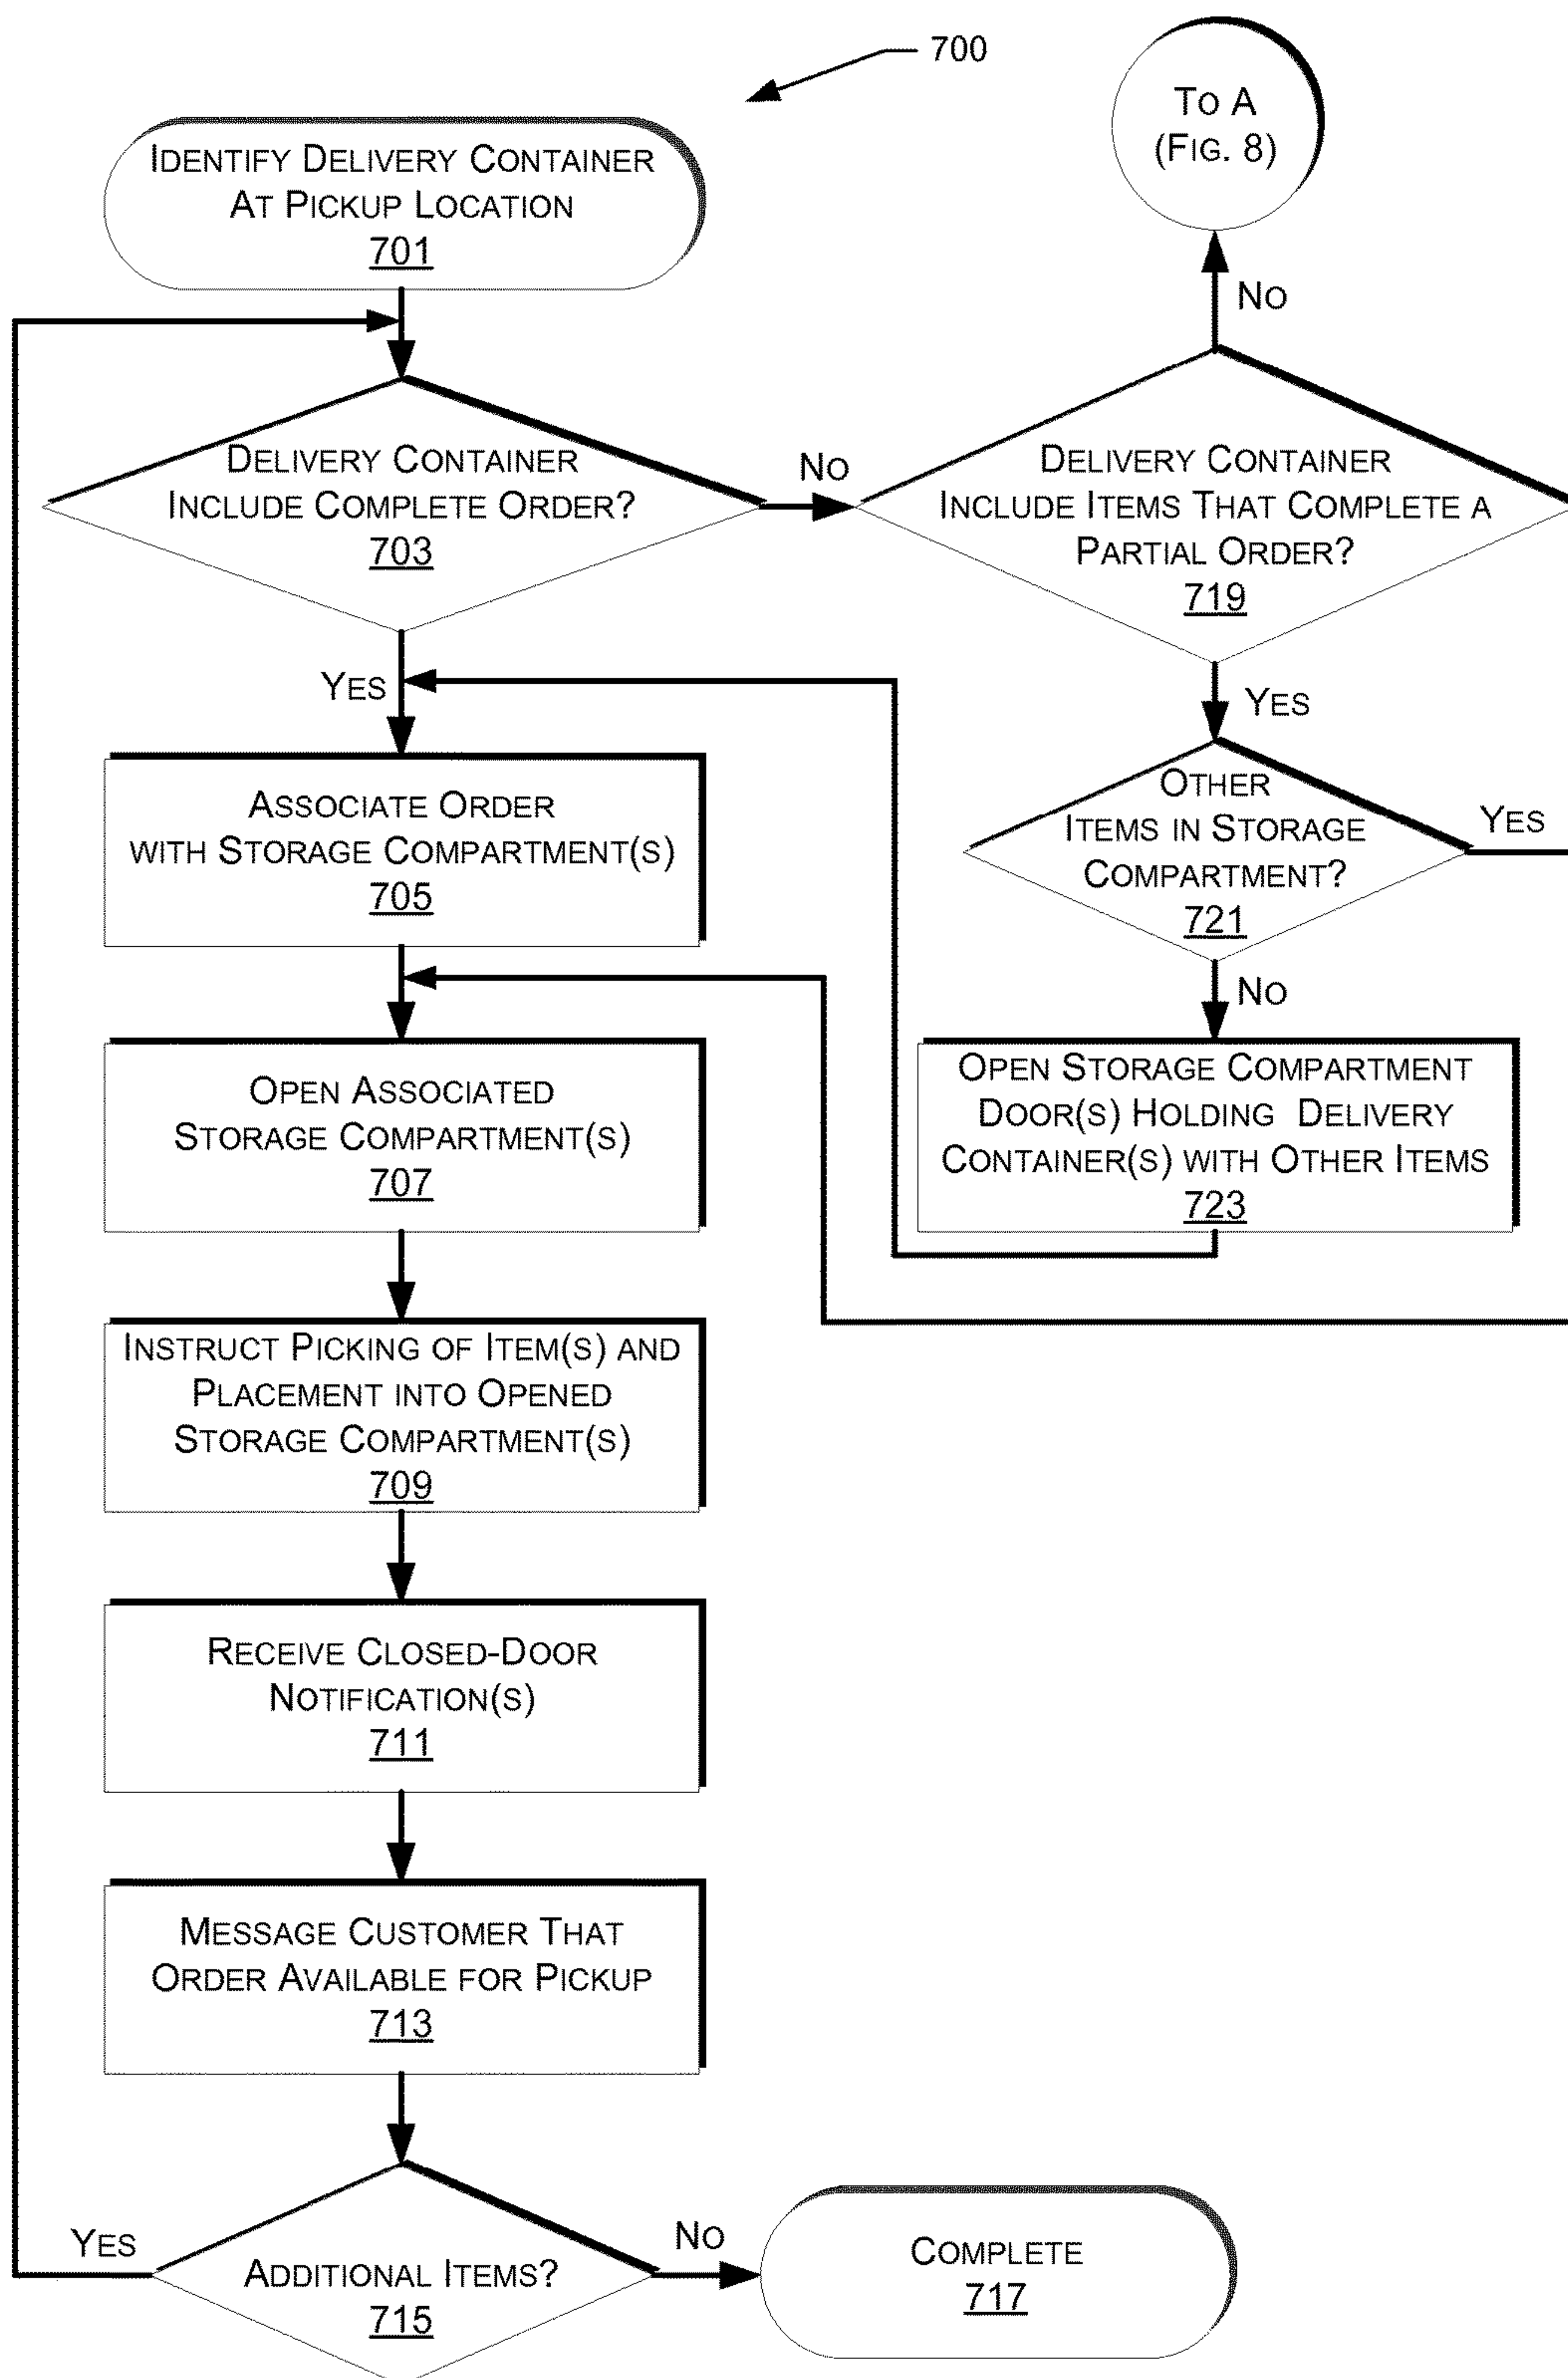 700
IDENTIFY DELIVERY CONTAINER
AT PICKUP LOCATION
701
DELIVERY CONTAINER
INCLUDE COMPLETE ORDER?
703
NO
YES
ASSOCIATE ORDER
WITH STORAGE COMPARTMENT(S)
705
OPEN ASSOCIATED
STORAGE COMPARTMENT(S)
707
INSTRUCT PICKING OF ITEM(S) AND
PLACEMENT INTO OPENED
STORAGE COMPARTMENT(S)
709
RECEIVE CLOSED-DOOR
NOTIFICATION(S)
711
MESSAGE CUSTOMER THAT
ORDER AVAILABLE FOR PICKUP
713
YES
ADDITIONAL ITEMS?
715
NO
COMPLETE
717
TO A
(FIG. 8)
NO
DELIVERY CONTAINER
INCLUDE ITEMS THAT COMPLETE A
PARTIAL ORDER?
719
YES
OTHER
ITEMS IN STORAGE
COMPARTMENT?
721
YES
NO
OPEN STORAGE COMPARTMENT
DOOR(S) HOLDING DELIVERY
CONTAINER(S) WITH OTHER ITEMS
723